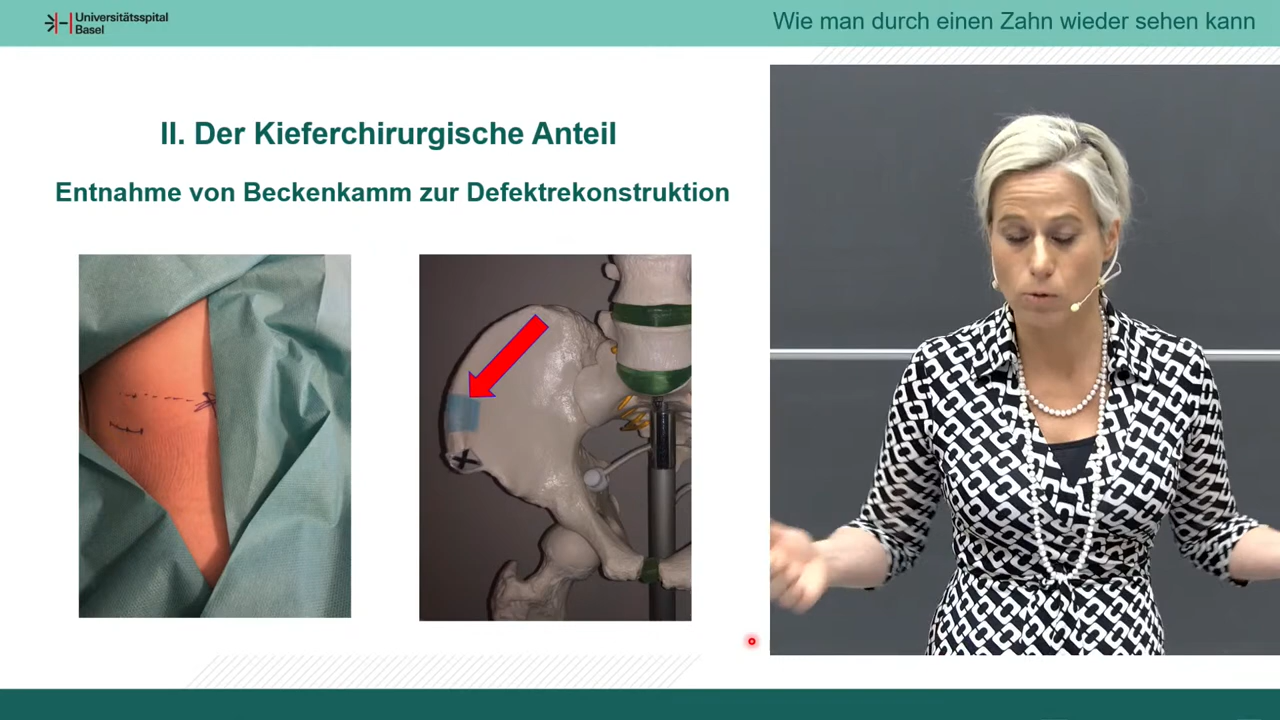 Universitätsspital
Basel
Wie man durch einen Zahn wieder sehen kann
II. Der Kieferchirurgische Anteil
Entnahme von Beckenkamm zur Defektrekonstruktion